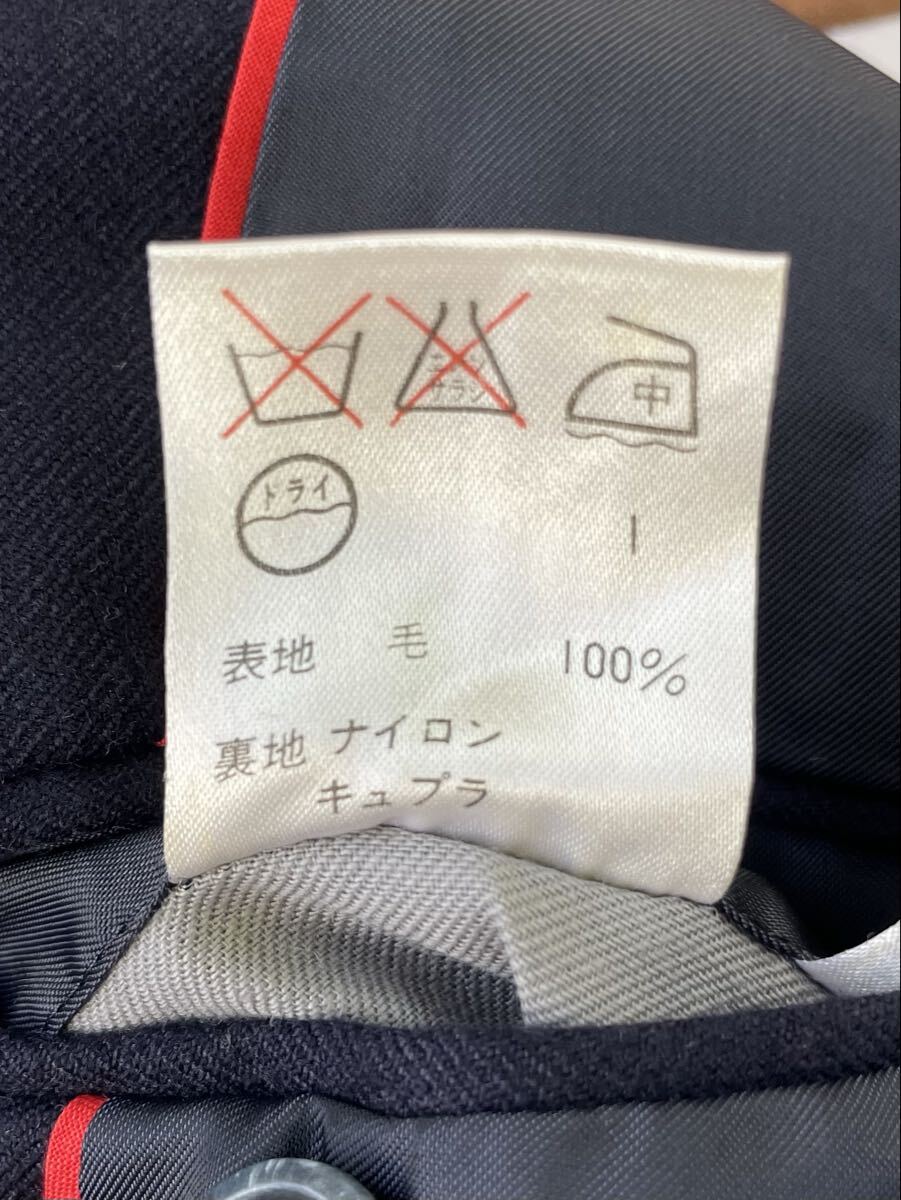 エンソ
サラシ
中
ドライ
I
表地 毛 100%
裏地 ナイロン
キュプラ